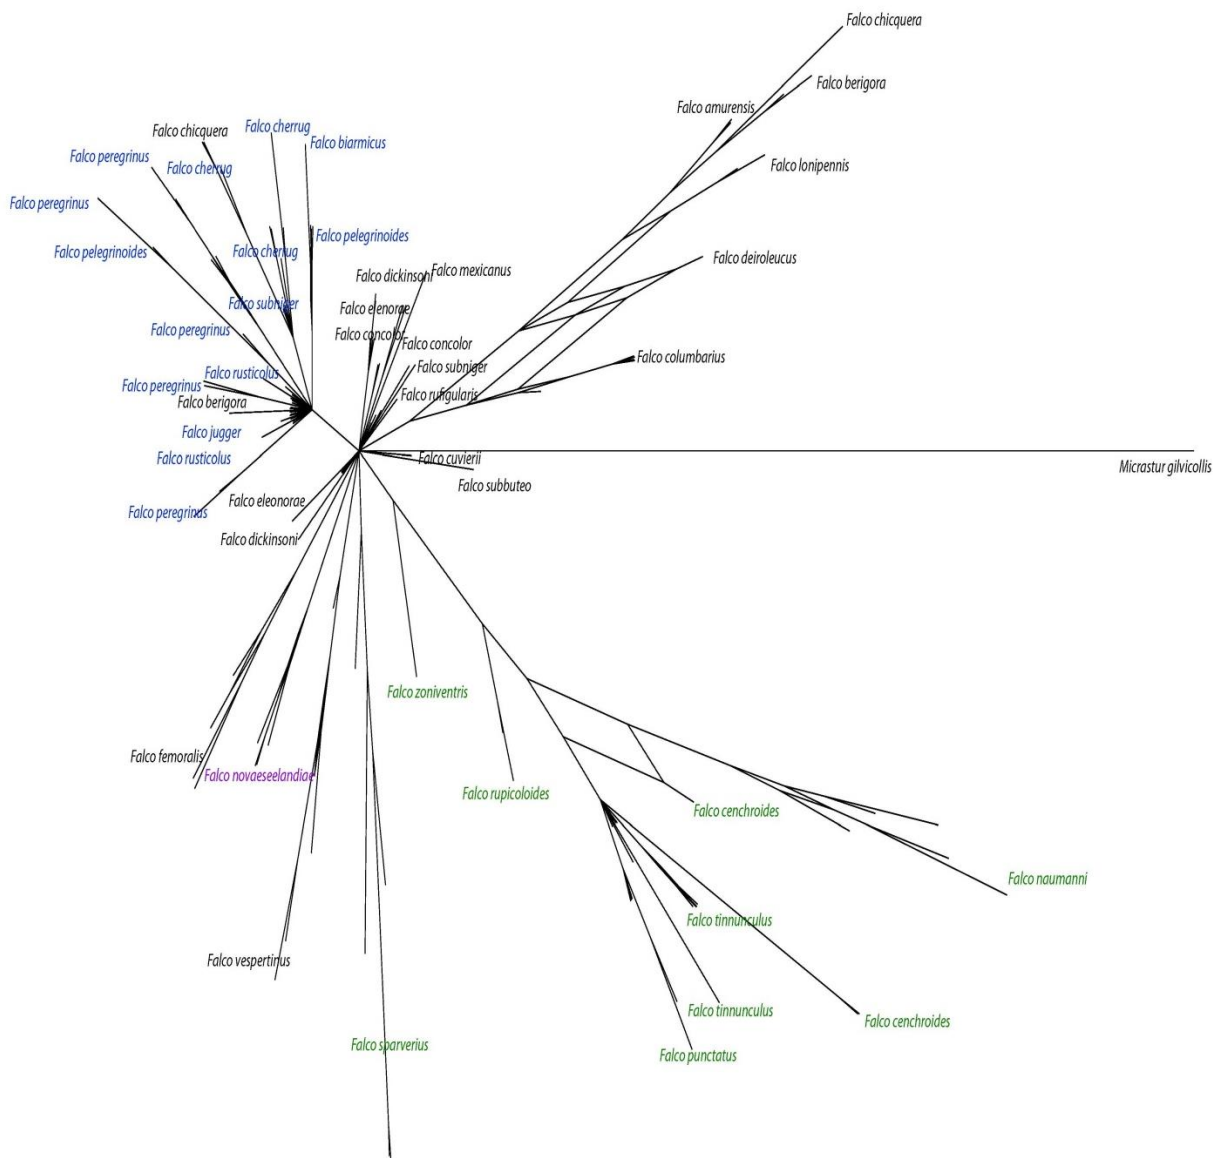 Falco chicquera
Falco berigora
Falco amurensis
Falco cherrug
Falco chicquera
Falco biarmicus
Falco peregrinus
Falco cherrug
Falco lonipennis
Falco peregrinus
Falco pelegrinoides
Falco pelegrinoides
Falco cherrug
Falco deiroleucus
Falco dickinsoni
Falco mexicanus
Falco subniger
Falco elenorae
Falco peregrinus
Falco concolor
Falco concolor
Falco columbarius
Falco rusticolus
Falco subniger
Falco peregrinus
Falco berigora
Falco rufigularis
Falco jugger
Falco rusticolus
Falco cuvierii
Micrastur gilvicollis
Falco subbuteo
Falco eleonorae
Falco peregrinus
Falco dickinsoni
Falco zoniventris
Falco femoralis
Falco novaeseelandiae
Falco rupicoloides
Falco cenchroides
Falco naumanni
Falco tinnunculus
Falco vespertinus
Falco tinnunculus
Falco cenchroides
Falco sparverius
Falco punctatus